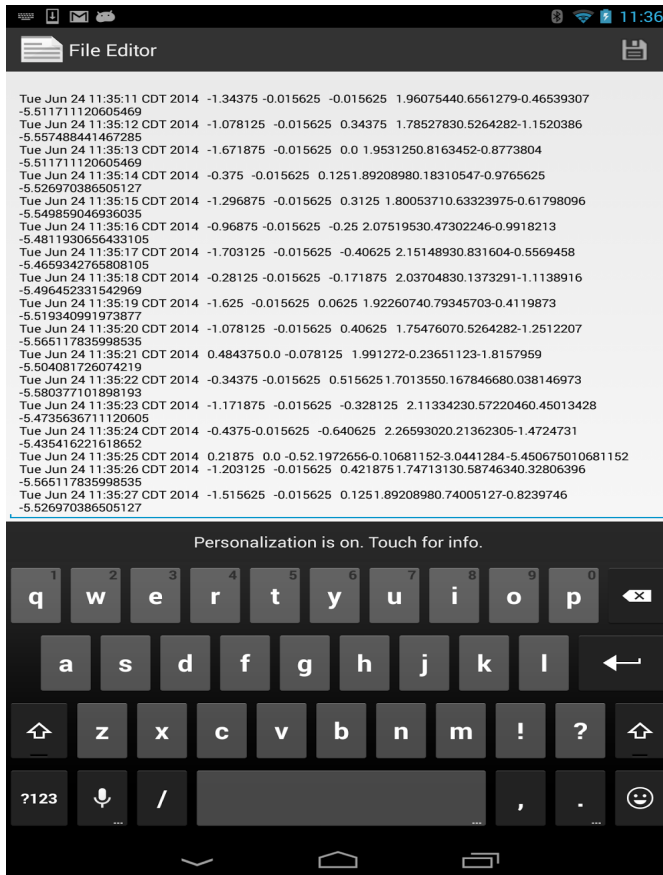 11:36
File Editor
Tue Jun 24 11:35:11 CDT 2014 -1.34375 -0.015625 -0.015625 1.96075440.6561279-0.46539307
-5.511711120605469
Tue Jun 24 11:35:12 CDT 2014 -1.078125 -0.015625 0.34375 1.78527830.5264282-1.1520386
-5.557488441467285
Tue Jun 24 11:35:13 CDT 2014 -1.671875 -0.015625 0.0 1.9531250.8163452-0.8773804
-5.511711120605469
Tue Jun 24 11:35:14 CDT 2014 -0.375 -0.015625 0.1251.89208980.18310547-0.9765625
-5.526970386505127
Tue Jun 24 11:35:15 CDT 2014 -1.296875 -0.015625 0.3125 1.80053710.63323975-0.61798096
-5.549859046936035
Tue Jun 24 11:35:16 CDT 2014 -0.96875 -0.015625 -0.25 2.07519530.47302246-0.9918213
-5.4811930656433105
Tue Jun 24 11:35:17 CDT 2014 -1.703125 -0.015625 -0.40625 2.15148930.831604-0.5569458
-5.4659342765808105
Tue Jun 24 11:35:18 CDT 2014 -0.28125 -0.015625 -0.171875 2.03704830.1373291-1.1138916
-5.496452331542969
Tue Jun 24 11:35:19 CDT 2014 -1.625 -0.015625 0.0625 1.92260740.79345703-0.4119873
-5.519340991973877
Tue Jun 24 11:35:20 CDT 2014 -1.078125 -0.015625 0.40625 1.75476070.5264282-1.2512207
-5.565117835998535
Tue Jun 24 11:35:21 CDT 2014 0.4843750.0 -0.078125 1.991272-0.23651123-1.8157959
-5.504081726074219
Tue Jun 24 11:35:22 CDT 2014 -0.34375 -0.015625 0.5156251.7013550.167846680.038146973
-5.580377101898193
Tue Jun 24 11:35:23 CDT 2014 -1.171875 -0.015625 -0.328125 2.11334230.57220460.45013428
-5.4735636711120605
Tue Jun 24 11:35:24 CDT 2014 -0.4375-0.015625 -0.640625 2.26593020.21362305-1.4724731
-5.435416221618652
Tue Jun 24 11:35:25 CDT 2014 0.21875 0.0 -0.52.1972656-0.10681152-3.0441284-5.450675010681152
Tue Jun 24 11:35:26 CDT 2014 -1.203125 -0.015625 0.4218751.74713130.58746340.32806396
-5.565117835998535
Tue Jun 24 11:35:27 CDT 2014 -1.515625 -0.015625 0.1251.89208980.74005127-0.8239746
-5.526970386505127
Personalization is on. Touch for info.
1 2 3 4 5 6 7 8 9 0
q w e r t y u i o p
a s d f g h j k l
z x c v b n m ! ?
?123 / , .